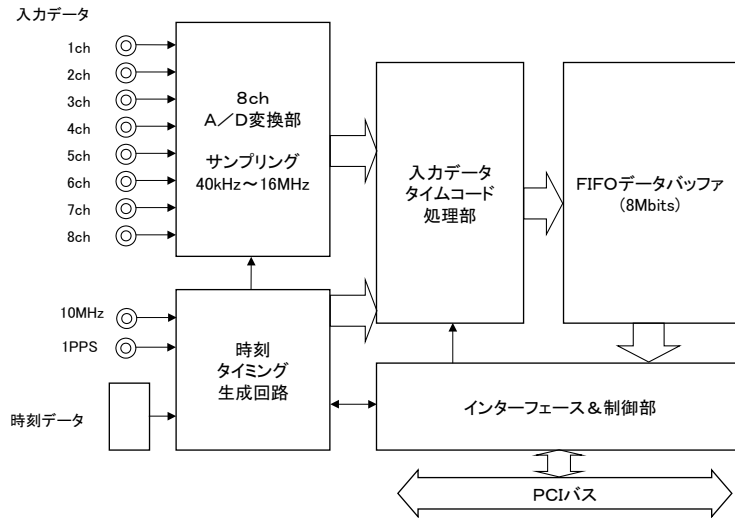 入力データ
1ch
2ch
3ch
4ch
5ch
6ch
7ch
8ch
8ch
A/D変換部
サンプリング
40kHz~16MHz
入力データ
タイムコード
処理部
FIFOデータバッファ
(8Mbits)
10MHz
1PPS
時刻データ
時刻
タイミング
生成回路
インターフェース&制御部
PCIバス